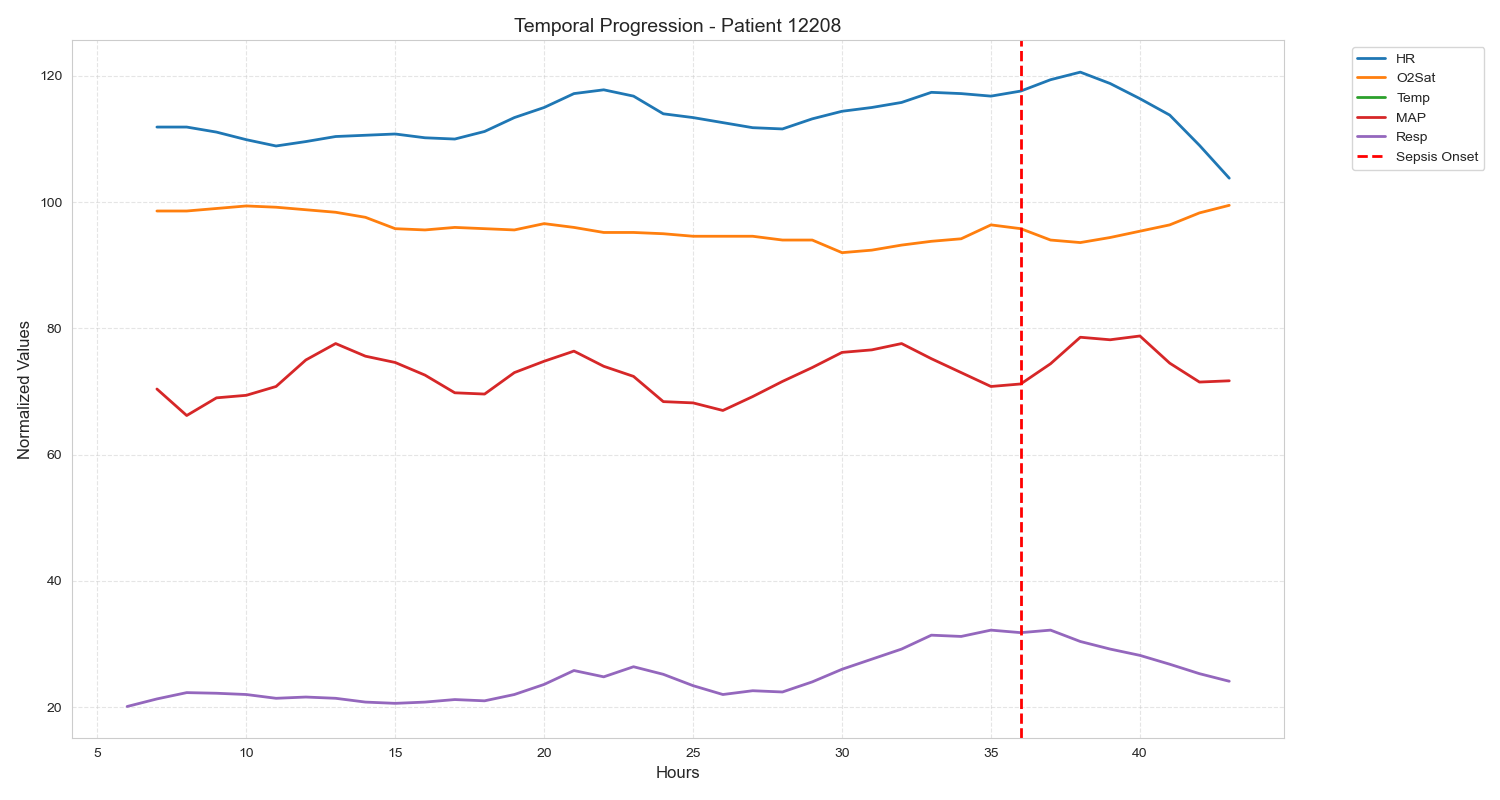 Temporal Progression - Patient 12208
HR
O2Sat
Temp
MAP
Resp
Sepsis Onset
Normalized Values
120
100
80
60
40
20
5 10 15 20 25 30 35 40
Hours